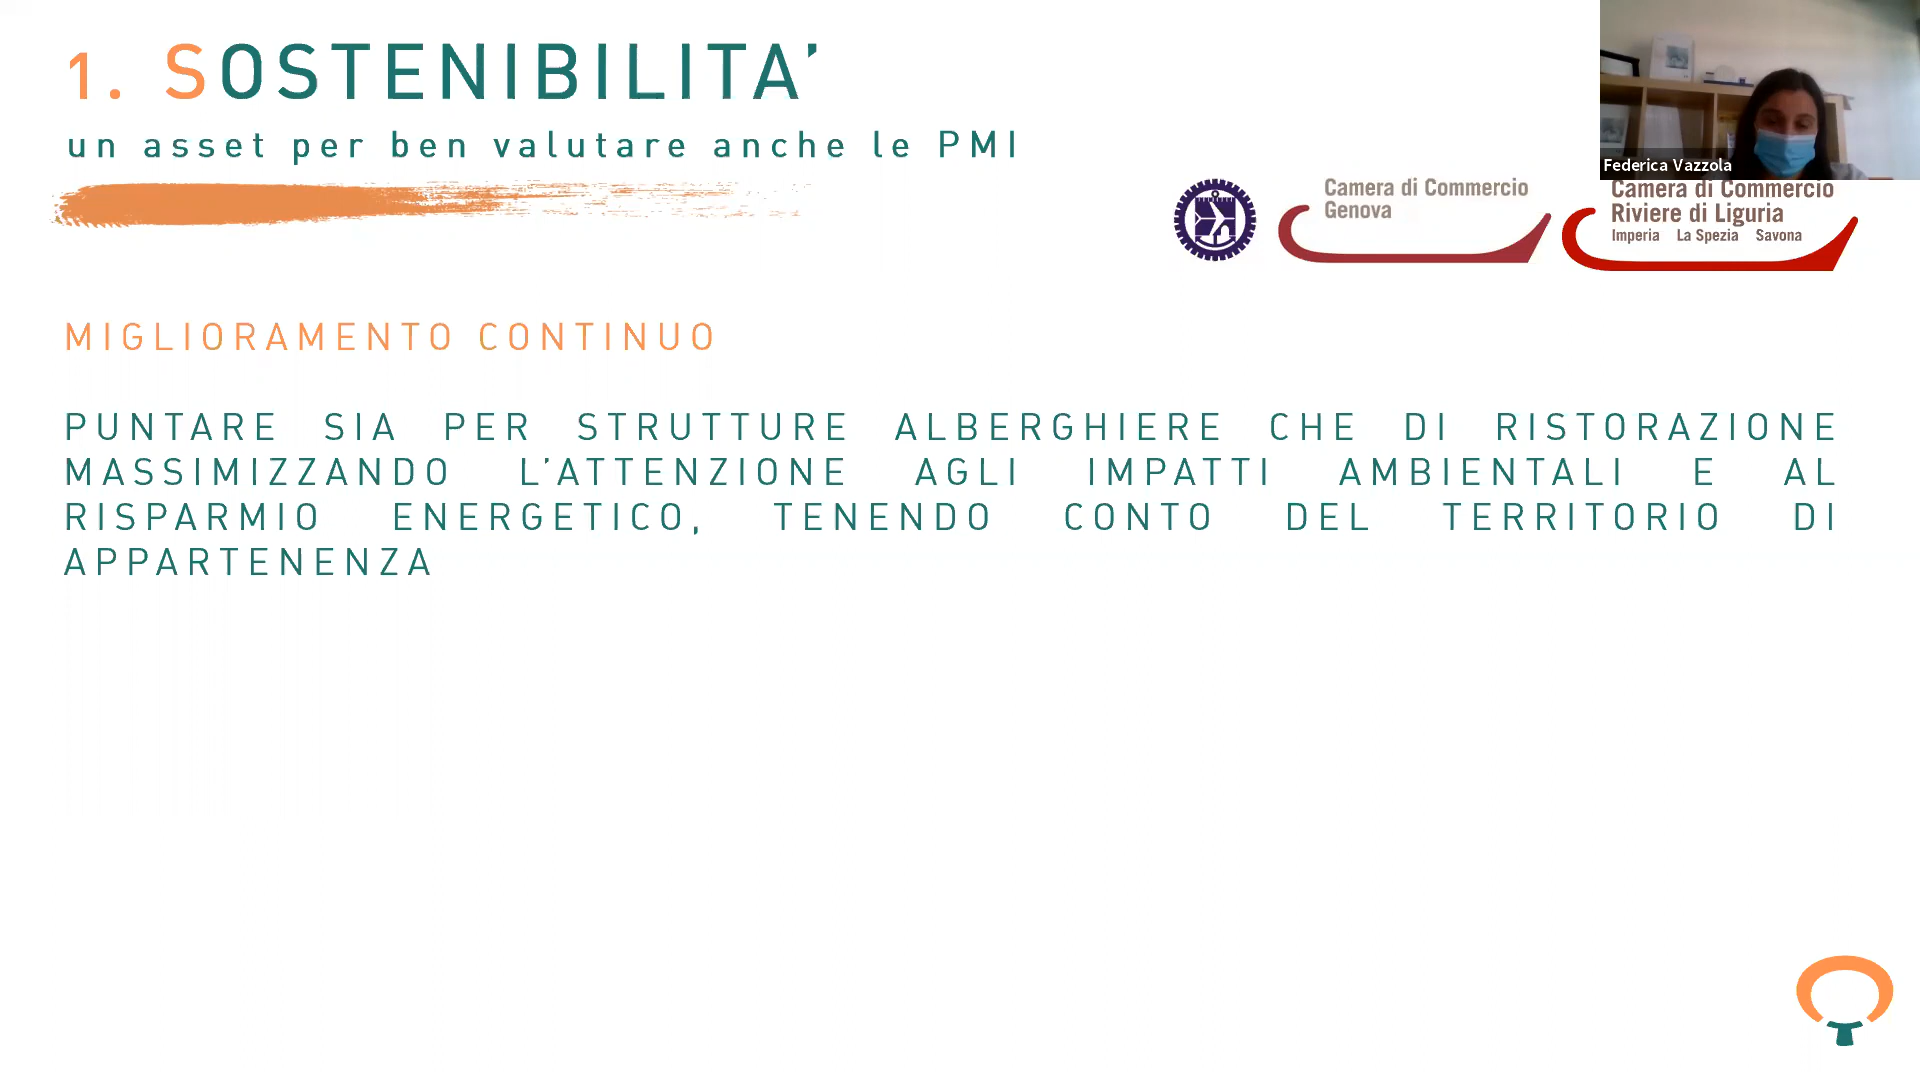 1. SOSTENIBILITA’
un asset per ben valutare anche le PMI
Federica Vazzola
Camera di Commercio
Genova
Camera di Commercio
Riviere di Liguria
Imperia La Spezia Savona
MIGLIORAMENTO CONTINUO
PUNTARE SIA PER STRUTTURE ALBERGHIERE CHE DI RISTORAZIONE
MASSIMIZZANDO L’ATTENZIONE AGLI IMPATTI AMBIENTALI E AL
RISPARMIO ENERGETICO, TENENDO CONTO DEL TERRITORIO DI
APPARTENENZA